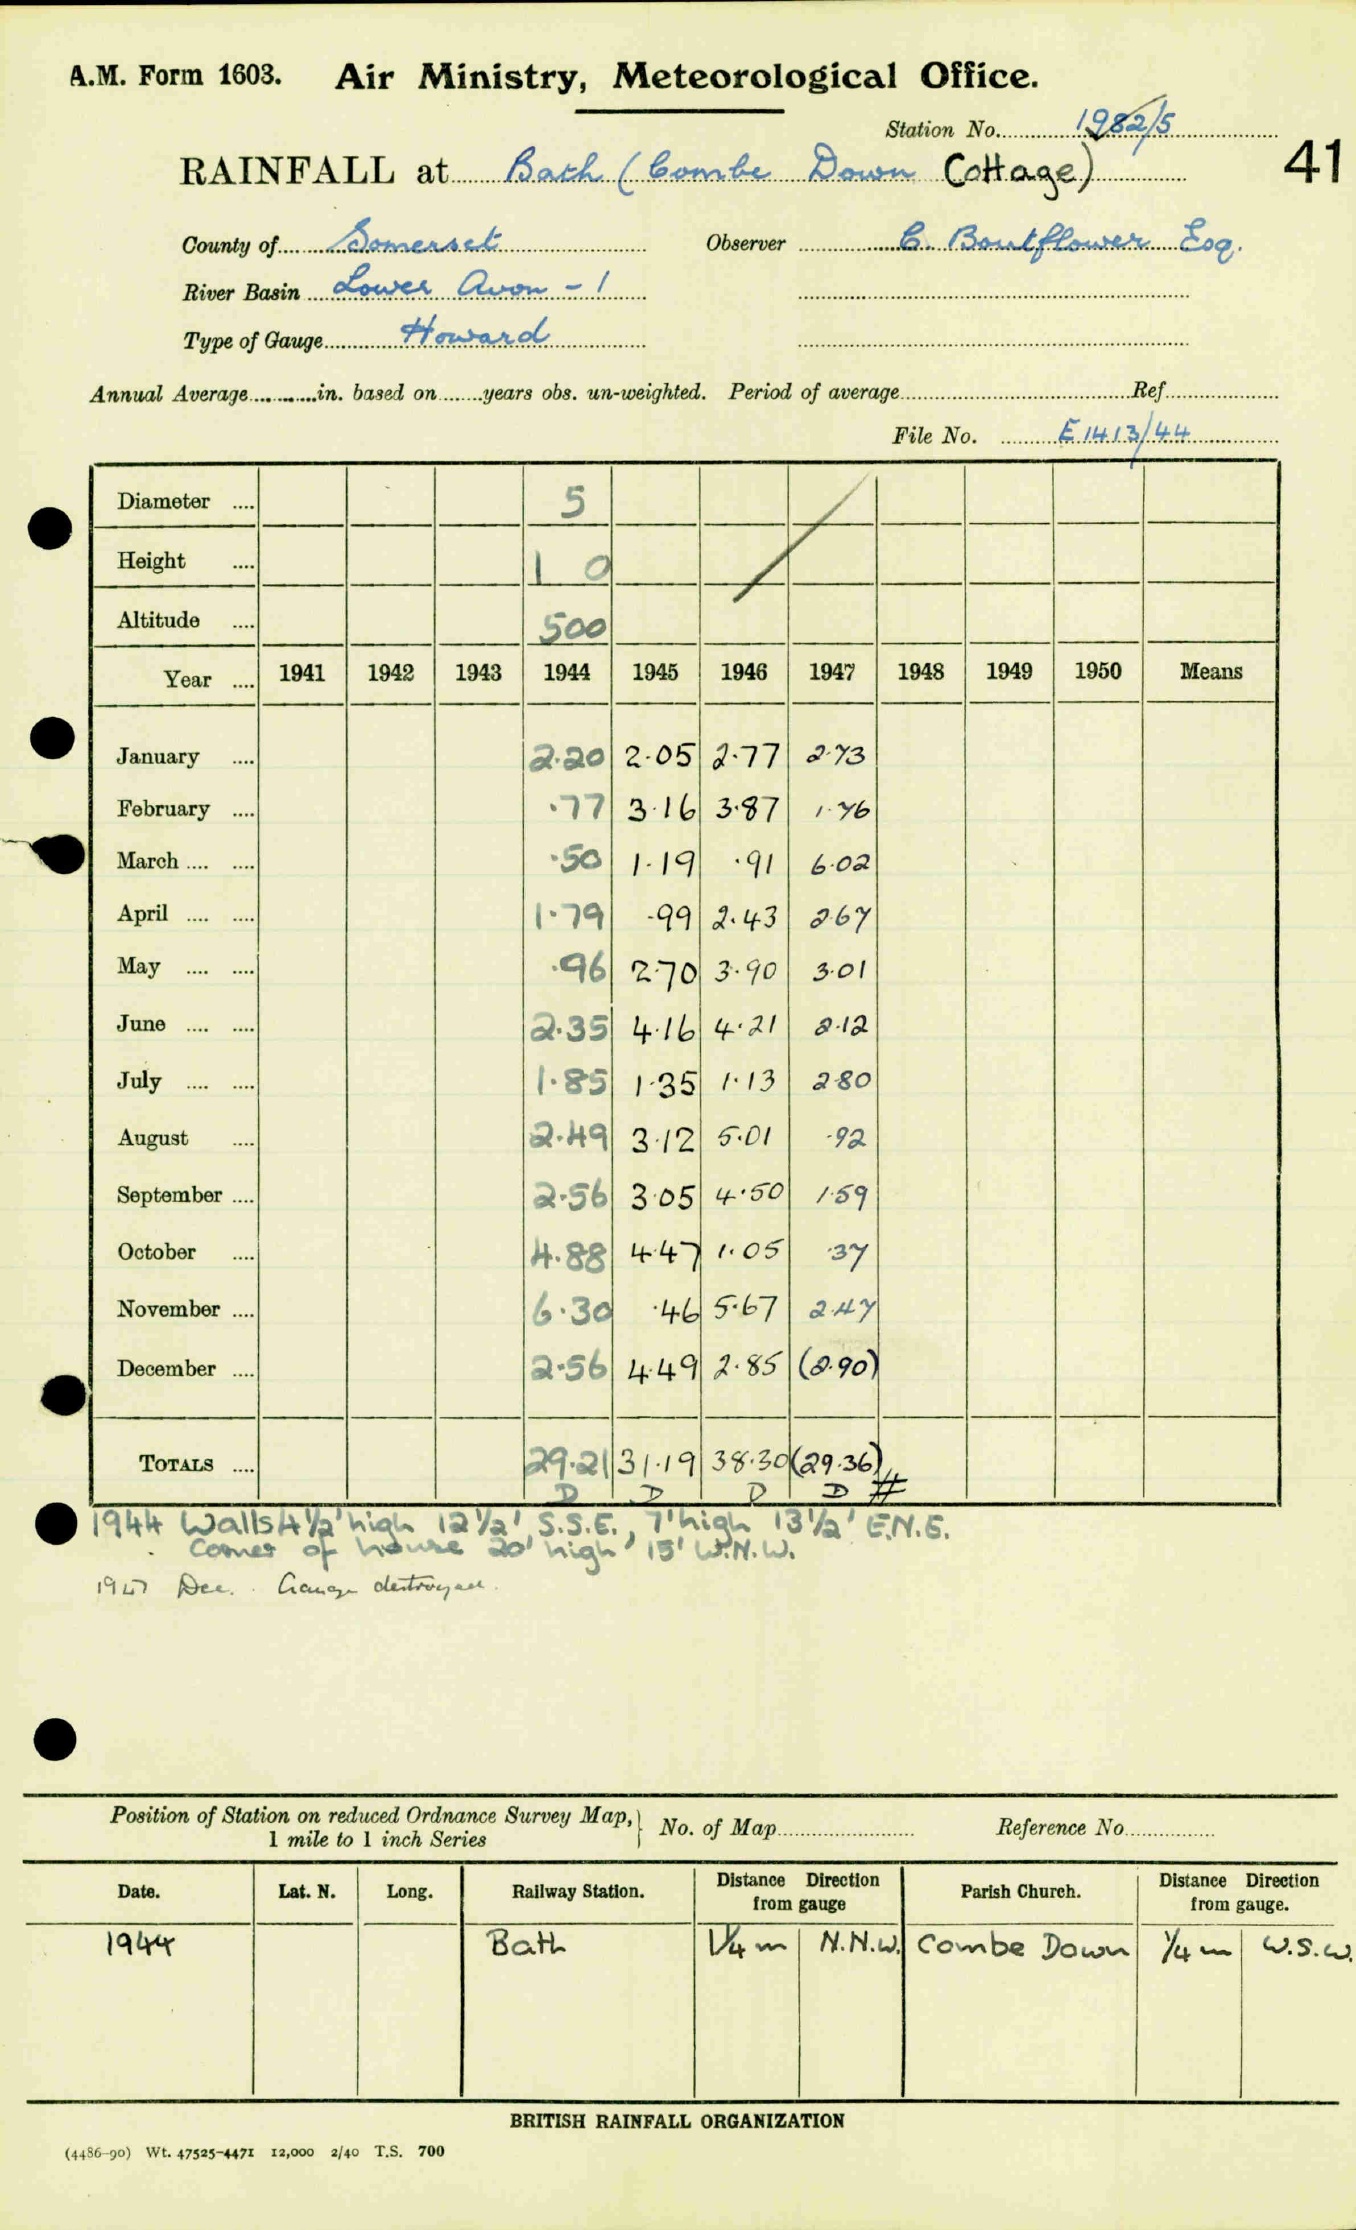 A.M. Form 1603. Air Ministry, Meteorological Office.
Station No. 1982/5
RAINFALL at Bath (Combe Down Cottage) 41
County of Somerset Observer C. Boutflower Esq.
River Basin Lower Avon - 1
Type of Gauge Howard
Annual Average in. based on years obs. un-weighted. Period of average Ref
File No. E1413/44
Diameter 5
Height 1 0
Altitude 500
Year 1941 1942 1943 1944 1945 1946 1947 1948 1949 1950 Means
January 2.20 2.05 2.77 2.73
February .77 3.16 3.87 1.76
March .50 1.19 .91 6.02
April 1.79 .99 2.43 2.67
May .96 2.70 3.90 3.01
June 2.35 4.16 4.21 2.12
July 1.85 1.35 1.13 2.80
August 2.49 3.12 5.01 .92
September 2.56 3.05 4.50 1.59
October 4.88 4.47 1.05 .37
November 6.30 .46 5.67 2.47
December 2.56 4.49 2.85 (2.90)
TOTALS 29.21 31.19 38.30 (29.36)
D D D D #
1944 Walls 4½' high 12½' S.S.E., 7' high 13½' E.N.E.
Corner of house 20' high 15' W.N.W.
1947 Dec. Gauge destroyed.
Position of Station on reduced Ordnance Survey Map, } No. of Map Reference No
1 mile to 1 inch Series
Date. Lat. N. Long. Railway Station. Distance Direction from gauge Parish Church. Distance Direction from gauge.
1944 Bath 1¼ m N.N.W. Combe Down ¼ m W.S.W.
BRITISH RAINFALL ORGANIZATION
(4486-90) Wt. 47525-4471 12,000 2/40 T.S. 700